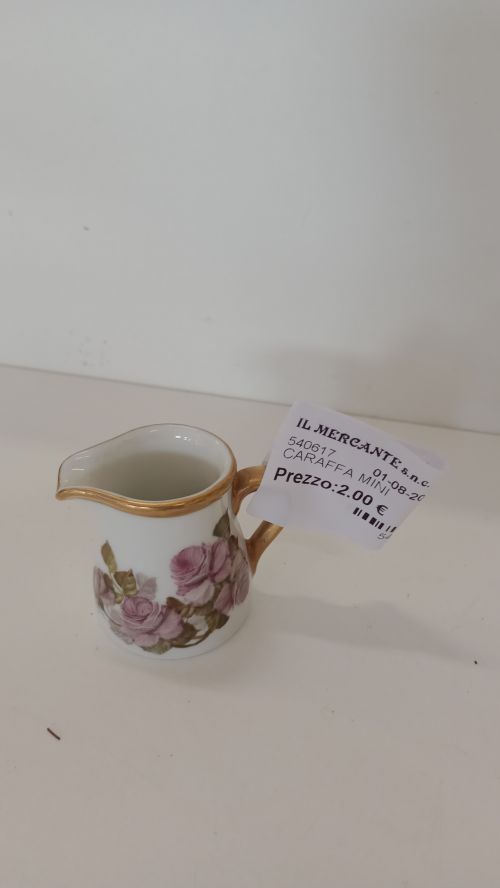 IL MERCANTE s.n.c.
540617 01-08-20
CARAFFA MINI
Prezzo:2.00 €